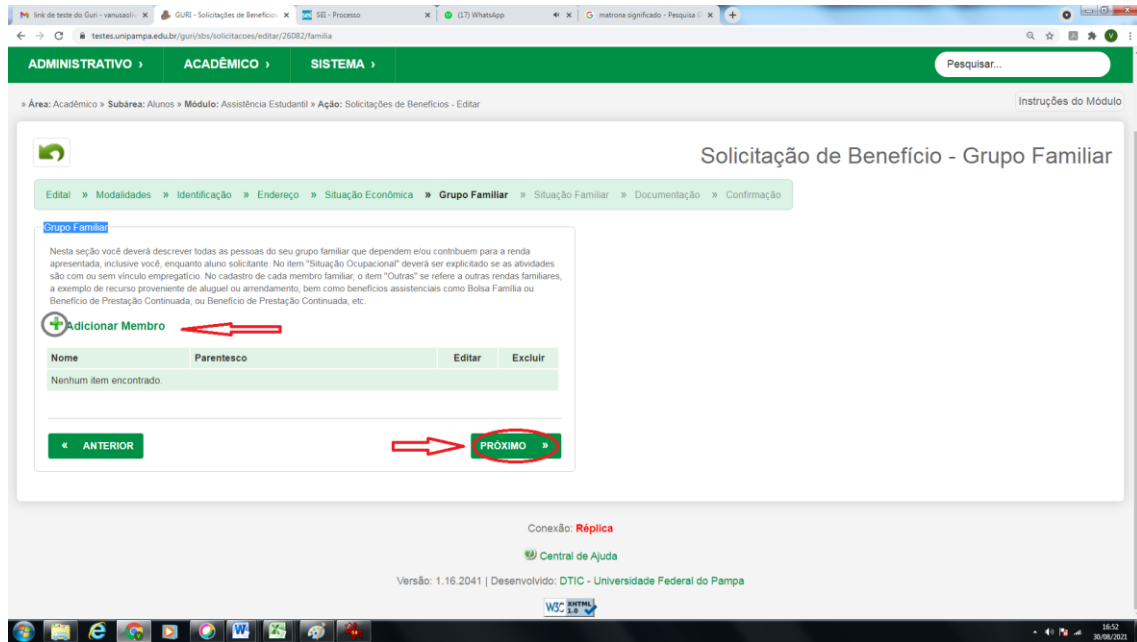 link de teste do Guri - vanusaoliv
GURI - Solicitações de Benefícios
SEI - Processo
(17) WhatsApp
matrona significado - Pesquisa G
testes.unipampa.edu.br/guri/sbs/solicitacoes/editar/26082/familia
ADMINISTRATIVO › ACADÊMICO › SISTEMA ›
Pesquisar...
» Área: Acadêmico » Subárea: Alunos » Módulo: Assistência Estudantil » Ação: Solicitações de Benefícios - Editar
Instruções do Módulo
Solicitação de Benefício - Grupo Familiar
Edital » Modalidades » Identificação » Endereço » Situação Econômica » Grupo Familiar » Situação Familiar » Documentação » Confirmação
Grupo Familiar
Nesta seção você deverá descrever todas as pessoas do seu grupo familiar que dependem e/ou contribuem para a renda
apresentada, inclusive você, enquanto aluno solicitante. No item "Situação Ocupacional" deverá ser explicitado se as atividades
são com ou sem vínculo empregatício. No cadastro de cada membro familiar, o item "Outras" se refere a outras rendas familiares,
a exemplo de recurso proveniente de aluguel ou arrendamento, bem como benefícios assistenciais como Bolsa Família ou
Benefício de Prestação Continuada, ou Benefício de Prestação Continuada, etc.
Adicionar Membro
Nome Parentesco Editar Excluir
Nenhum item encontrado.
« ANTERIOR
PRÓXIMO »
Conexão: Réplica
Central de Ajuda
Versão: 1.16.2041 | Desenvolvido: DTIC - Universidade Federal do Pampa
W3C XHTML 1.0
16:52
30/08/2021